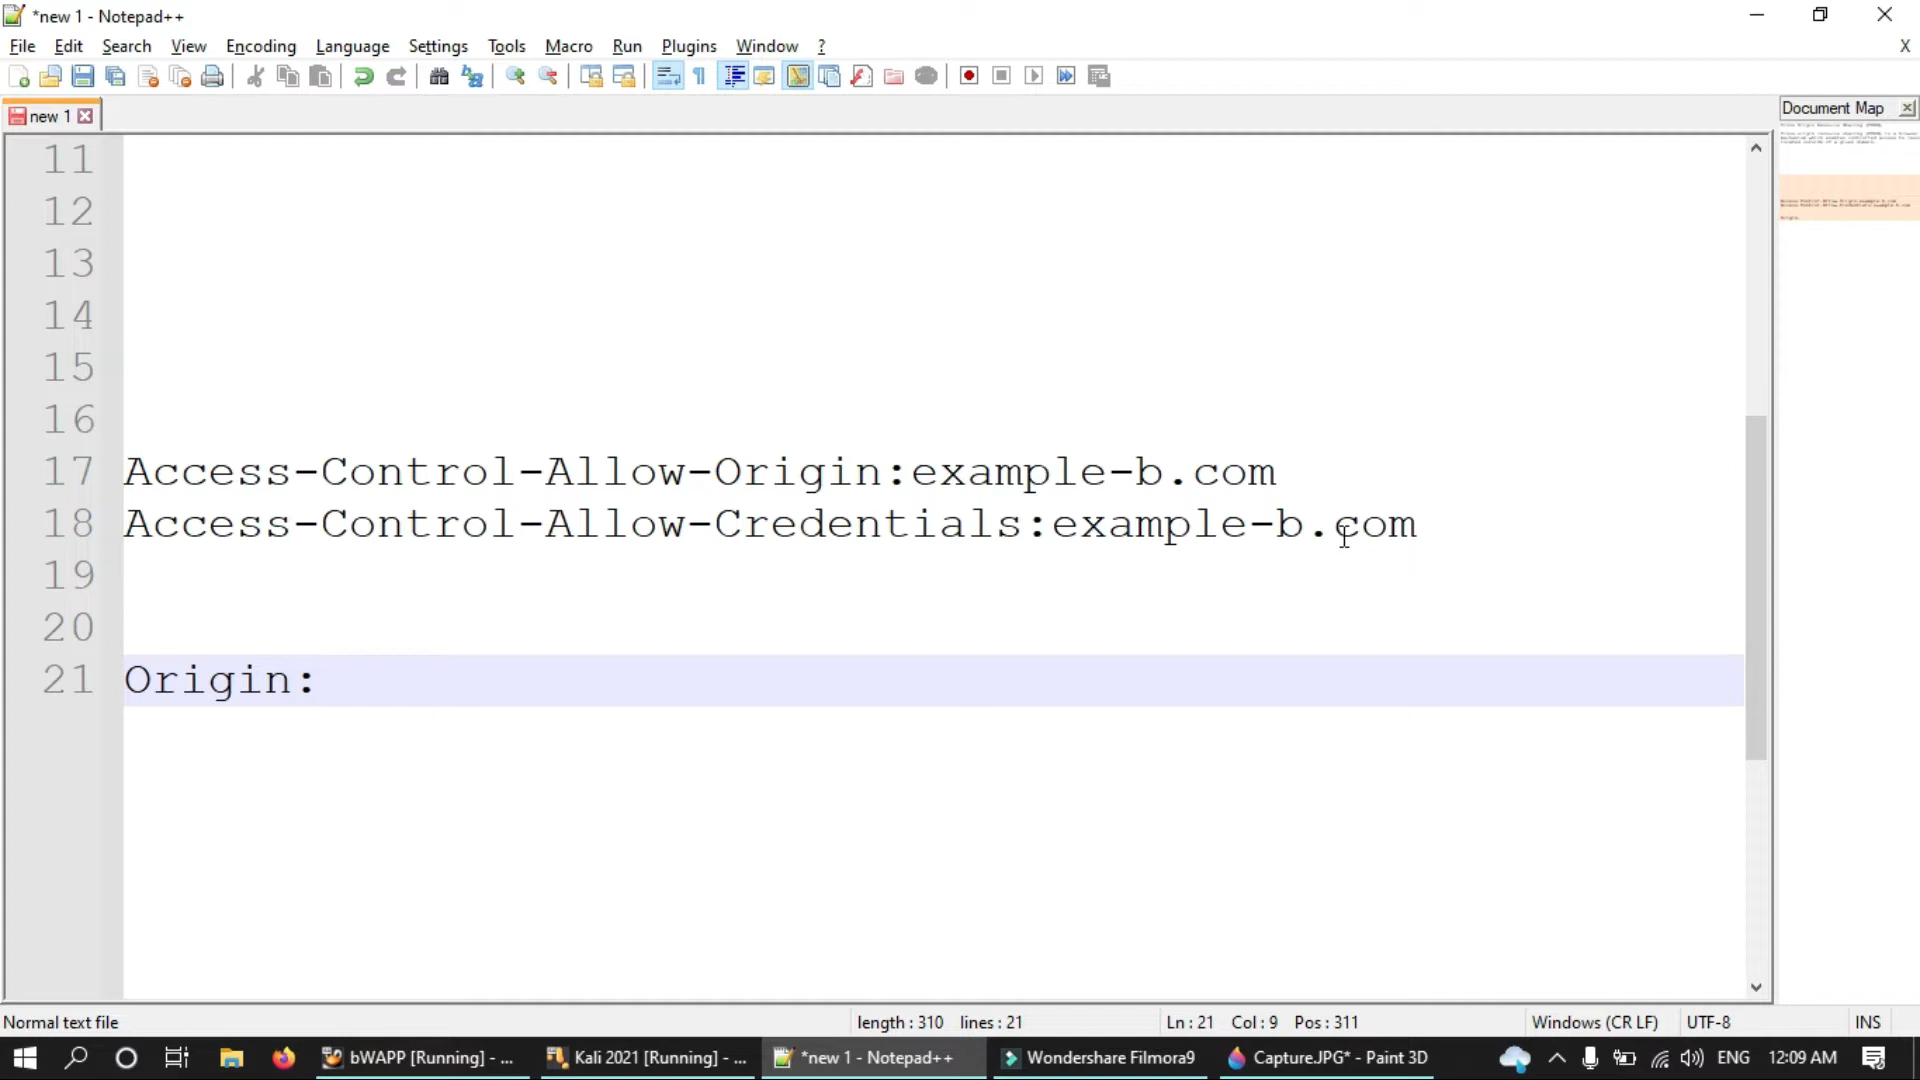 *new 1 - Notepad++
File Edit Search View Encoding Language Settings Tools Macro Run Plugins Window ? X
new 1
Document Map
11
12
13
14
15
16
17 Access-Control-Allow-Origin:example-b.com
18 Access-Control-Allow-Credentials:example-b.com
19
20
21 Origin:
Normal text file length : 310 lines : 21 Ln : 21 Col : 9 Pos : 311 Windows (CR LF) UTF-8 INS
bWAPP [Running] - ... Kali 2021 [Running] - ... *new 1 - Notepad++ Wondershare Filmora9 CaptureJPG* - Paint 3D ENG 12:09 AM